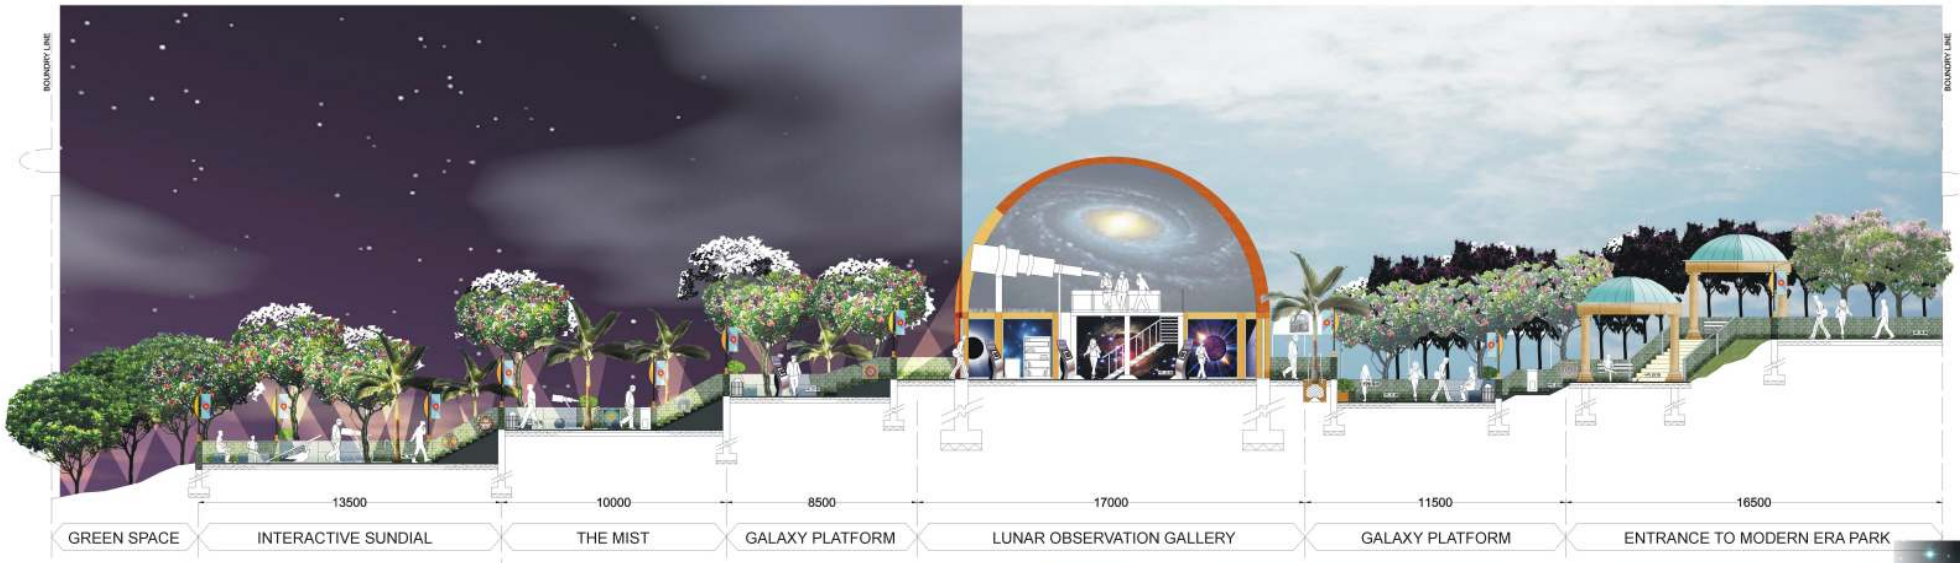 BOUNDRY LINE
BOUNDRY LINE
13500
10000
8500
17000
11500
16500
GREEN SPACE
INTERACTIVE SUNDIAL
THE MIST
GALAXY PLATFORM
LUNAR OBSERVATION GALLERY
GALAXY PLATFORM
ENTRANCE TO MODERN ERA PARK